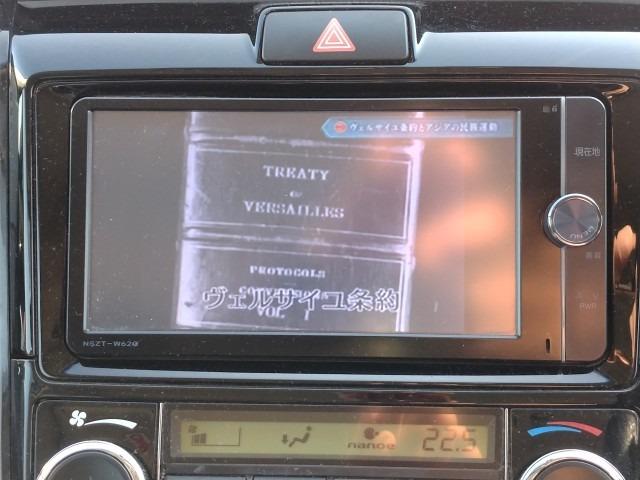 ヴェルサイユ条約とアジアの民族運動
TREATY
OF
VERSAILLES
PROTOCOLS
VOL I
ヴェルサイユ条約
現在地
MENU
PWR
NSZT-W62G
nanoe 22.5